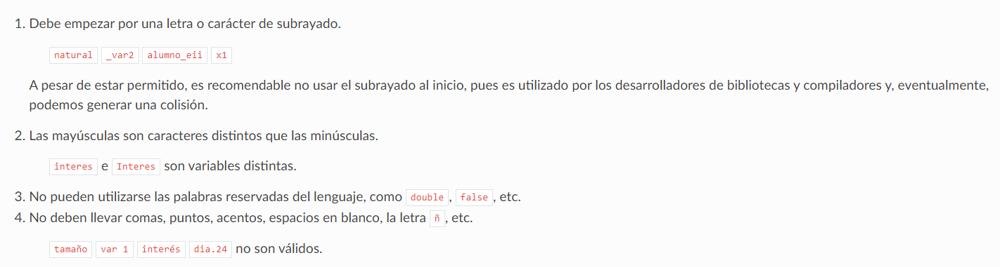 1. Debe empezar por una letra o carácter de subrayado.
natural _var2 alumno_eii x1
A pesar de estar permitido, es recomendable no usar el subrayado al inicio, pues es utilizado por los desarrolladores de bibliotecas y compiladores y, eventualmente,
podemos generar una colisión.
2. Las mayúsculas son caracteres distintos que las minúsculas.
interes e Interes son variables distintas.
3. No pueden utilizarse las palabras reservadas del lenguaje, como double, false, etc.
4. No deben llevar comas, puntos, acentos, espacios en blanco, la letra ñ, etc.
tamaño var 1 interés dia.24 no son válidos.